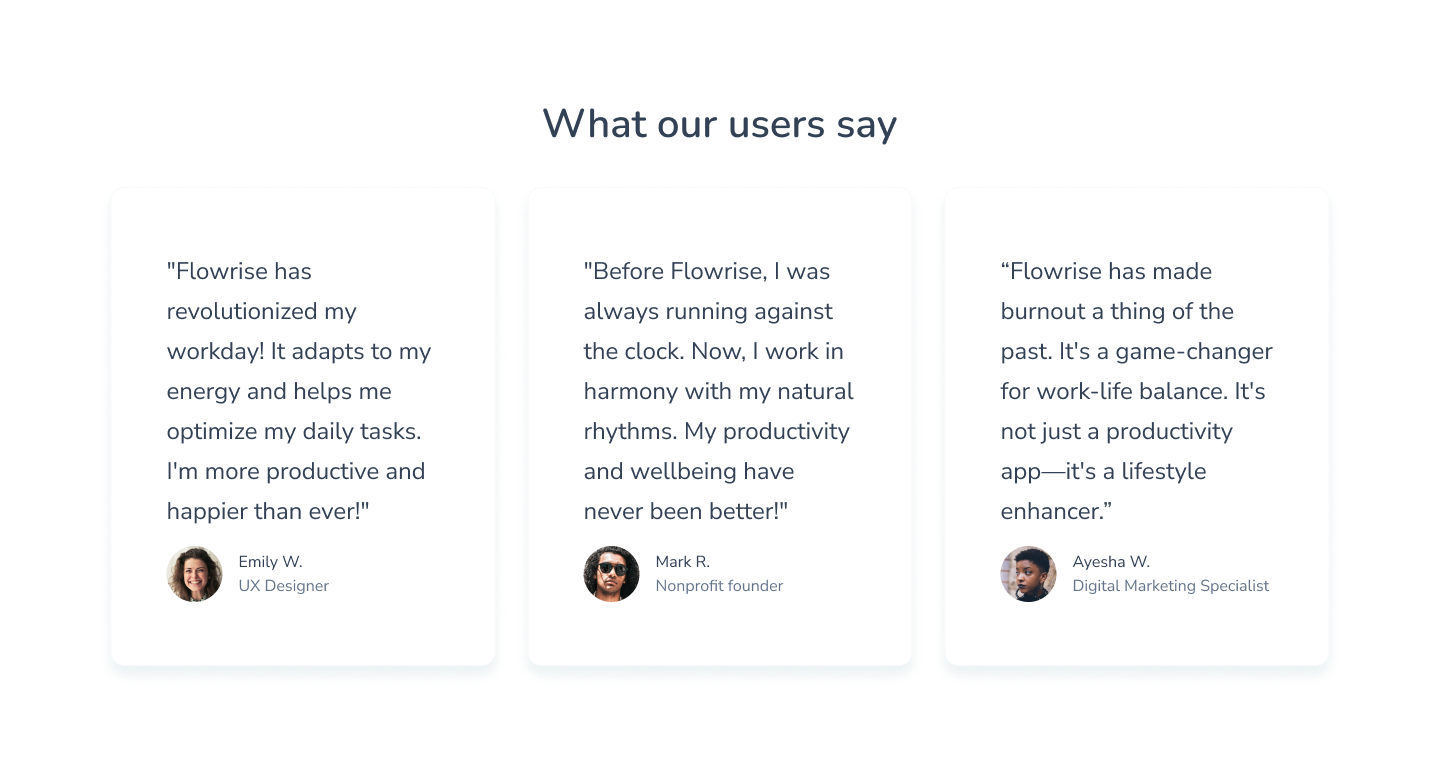 What our users say
"Flowrise has
revolutionized my
workday! It adapts to my
energy and helps me
optimize my daily tasks.
I'm more productive and
happier than ever!"
Emily W.
UX Designer
"Before Flowrise, I was
always running against
the clock. Now, I work in
harmony with my natural
rhythms. My productivity
and wellbeing have
never been better!"
Mark R.
Nonprofit founder
“Flowrise has made
burnout a thing of the
past. It's a game-changer
for work-life balance. It's
not just a productivity
app—it's a lifestyle
enhancer.”
Ayesha W.
Digital Marketing Specialist